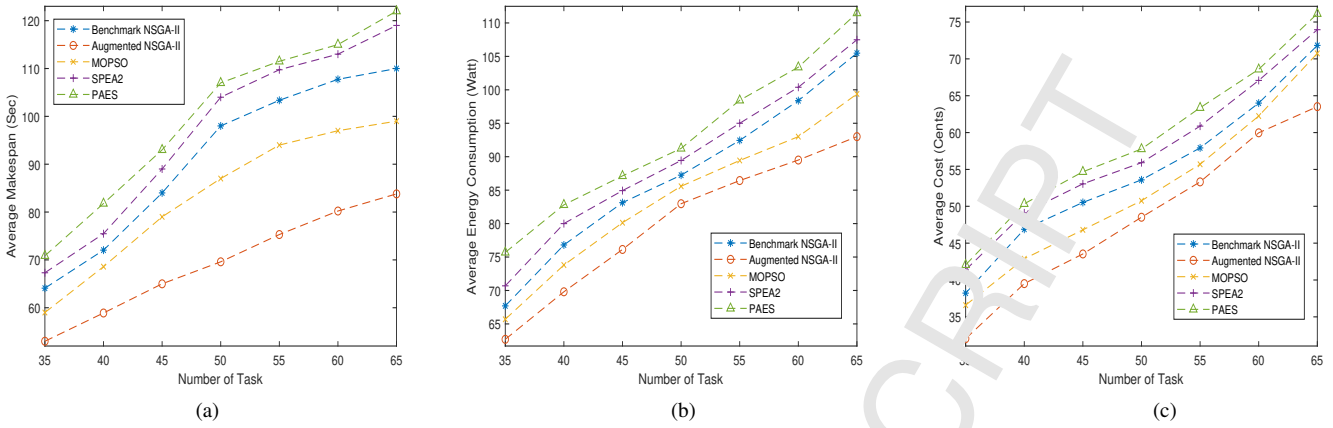 120
110
100
90
80
70
60
35
40
45
50
55
60
65
Average Makespan (Sec)
Number of Task
Benchmark NSGA-II
Augmented NSGA-II
MOPSO
SPEA2
PAES
(a)
110
105
100
95
90
85
80
75
70
65
35
40
45
50
55
60
65
Average Energy Consumption (Watt)
Number of Task
Benchmark NSGA-II
Augmented NSGA-II
MOPSO
SPEA2
PAES
(b)
75
70
65
60
55
50
45
40
35
35
40
45
50
55
60
65
Average Cost (Cents)
Number of Task
Benchmark NSGA-II
Augmented NSGA-II
MOPSO
SPEA2
PAES
(c)
CRIPT